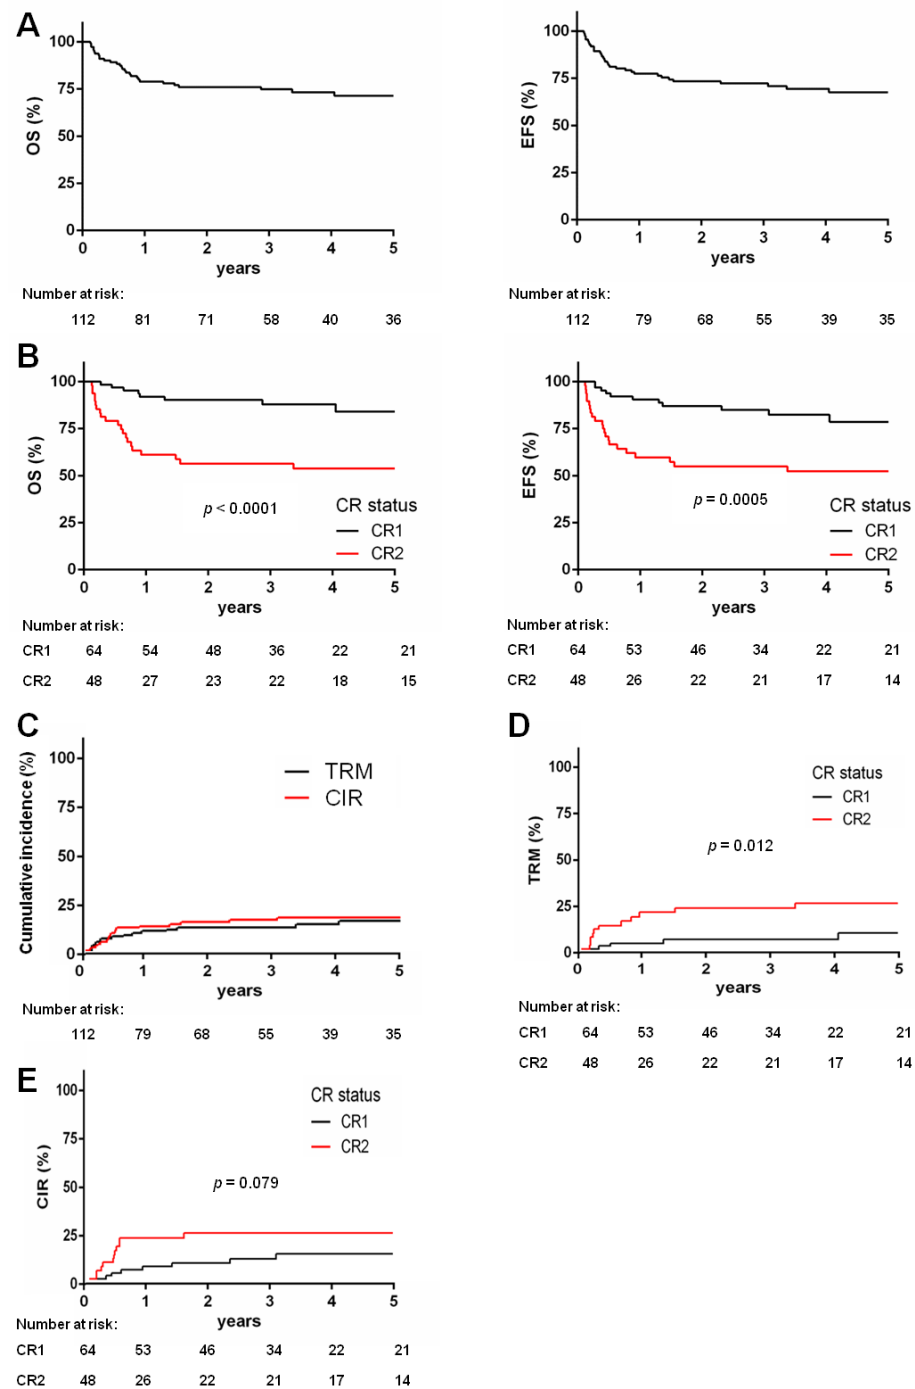 A
OS (%)
100
75
50
25
0
0 1 2 3 4 5
years
Number at risk:
112 81 71 58 40 36
EFS (%)
100
75
50
25
0
0 1 2 3 4 5
years
Number at risk:
112 79 68 55 39 35
B
OS (%)
100
75
50
25
0
p < 0.0001
CR status
CR1
CR2
0 1 2 3 4 5
years
Number at risk:
CR1 64 54 48 36 22 21
CR2 48 27 23 22 18 15
EFS (%)
100
75
50
25
0
p = 0.0005
CR status
CR1
CR2
0 1 2 3 4 5
years
Number at risk:
CR1 64 53 46 34 22 21
CR2 48 26 22 21 17 14
C
Cumulative incidence (%)
100
75
50
25
0
TRM
CIR
0 1 2 3 4 5
years
Number at risk:
112 79 68 55 39 35
D
TRM (%)
100
75
50
25
0
CR status
CR1
CR2
p = 0.012
0 1 2 3 4 5
years
Number at risk:
CR1 64 53 46 34 22 21
CR2 48 26 22 21 17 14
E
CIR (%)
100
75
50
25
0
CR status
CR1
CR2
p = 0.079
0 1 2 3 4 5
years
Number at risk:
CR1 64 53 46 34 22 21
CR2 48 26 22 21 17 14